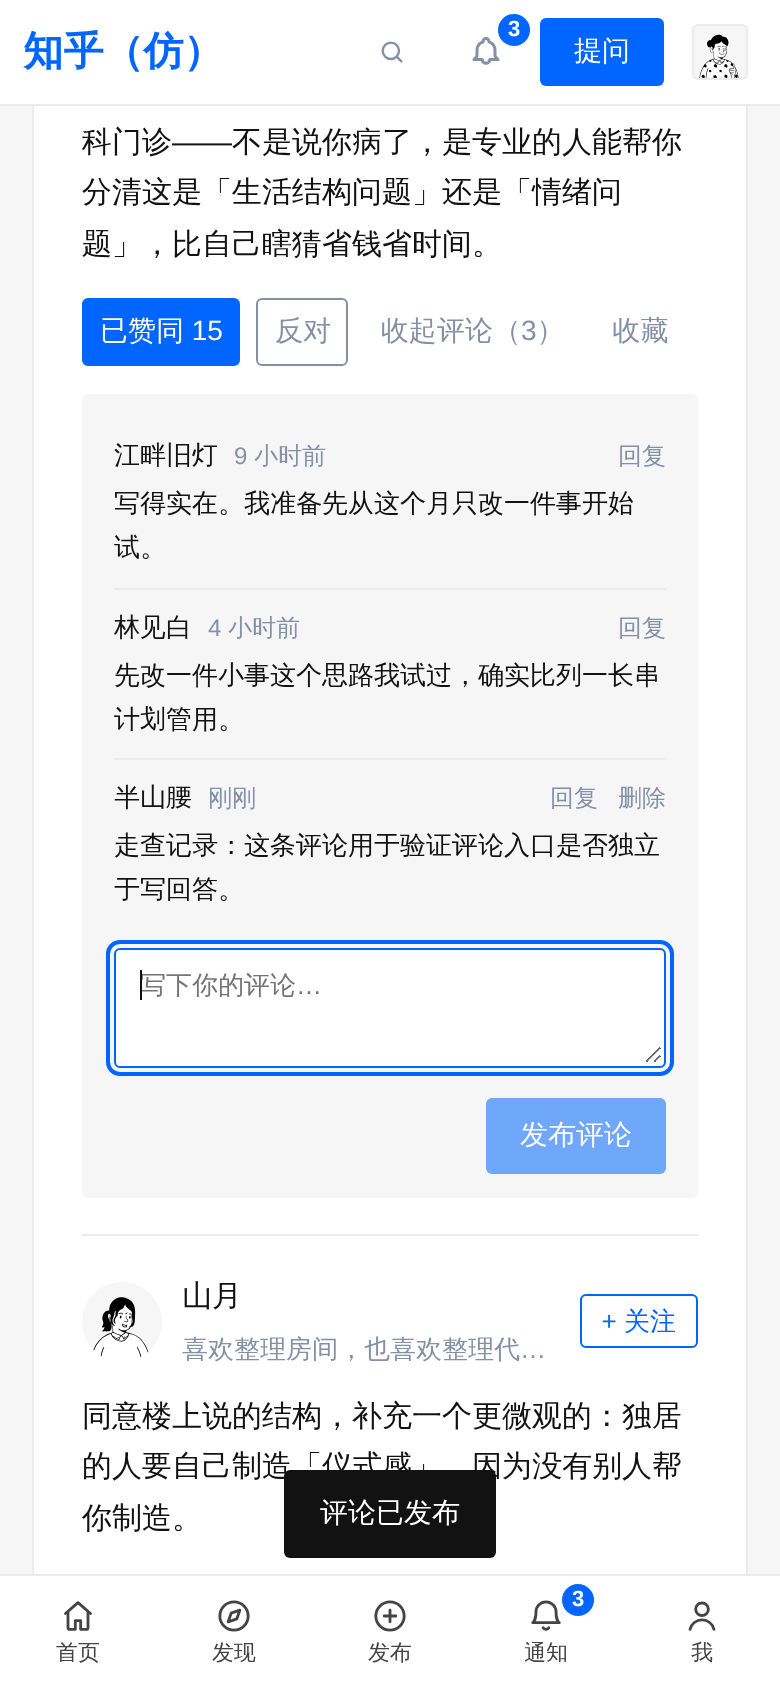 知乎（仿）
3
提问
科门诊——不是说你病了，是专业的人能帮你
分清这是「生活结构问题」还是「情绪问
题」，比自己瞎猜省钱省时间。
已赞同 15
反对
收起评论（3）
收藏
江畔旧灯 9 小时前 回复
写得实在。我准备先从这个月只改一件事开始
试。
林见白 4 小时前 回复
先改一件小事这个思路我试过，确实比列一长串
计划管用。
半山腰 刚刚 回复 删除
走查记录：这条评论用于验证评论入口是否独立
于写回答。
写下你的评论…
发布评论
山月
+ 关注
喜欢整理房间，也喜欢整理代…
同意楼上说的结构，补充一个更微观的：独居
的人要自己制造「仪式感」，因为没有别人帮
你制造。
评论已发布
首页
发现
发布
3
通知
我